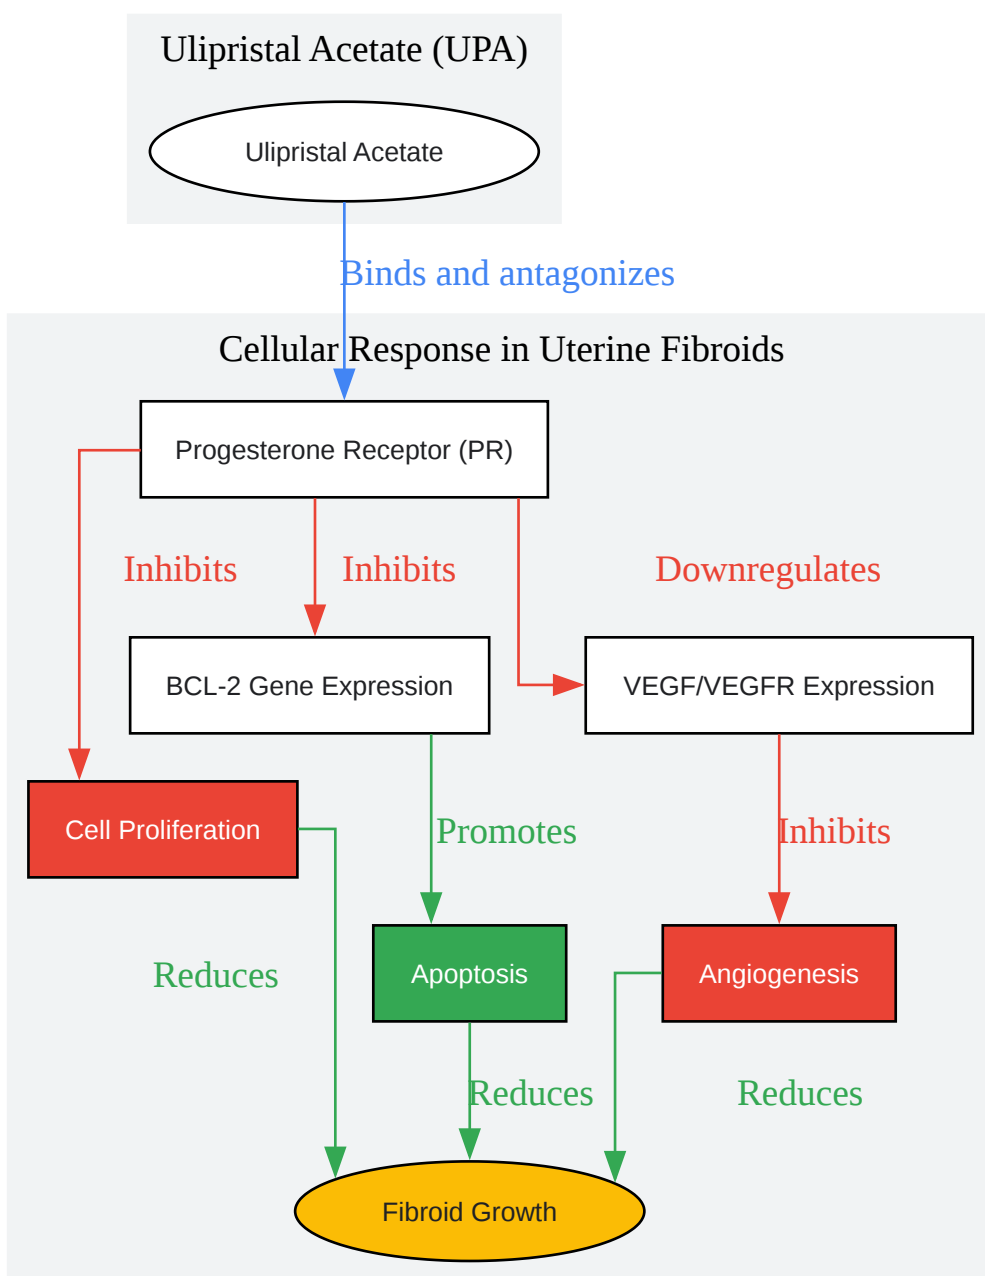 Ulipristal Acetate (UPA)
Ulipristal Acetate
Binds and antagonizes
Cellular Response in Uterine Fibroids
Progesterone Receptor (PR)
Inhibits
Inhibits
Downregulates
BCL-2 Gene Expression
VEGF/VEGFR Expression
Cell Proliferation
Promotes
Inhibits
Reduces
Apoptosis
Angiogenesis
Reduces
Reduces
Fibroid Growth